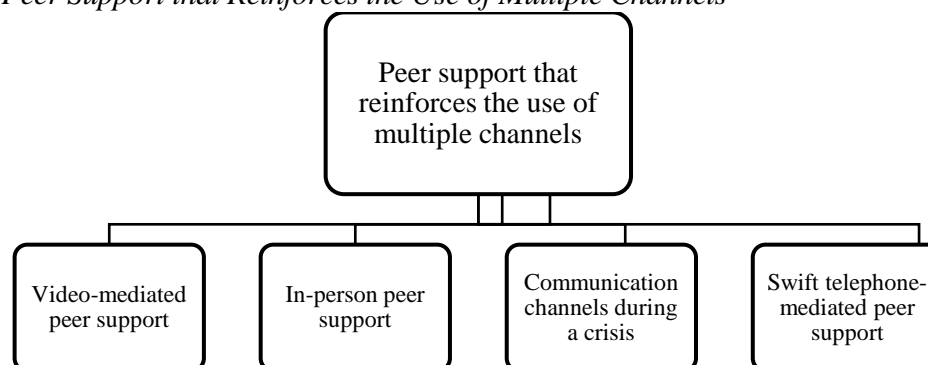 Peer Support that Reinforces the Use of Multiple Channels
Peer support that
reinforces the use of
multiple channels
Video-mediated
peer support
In-person peer
support
Communication
channels during
a crisis
Swift telephone-
mediated peer
support